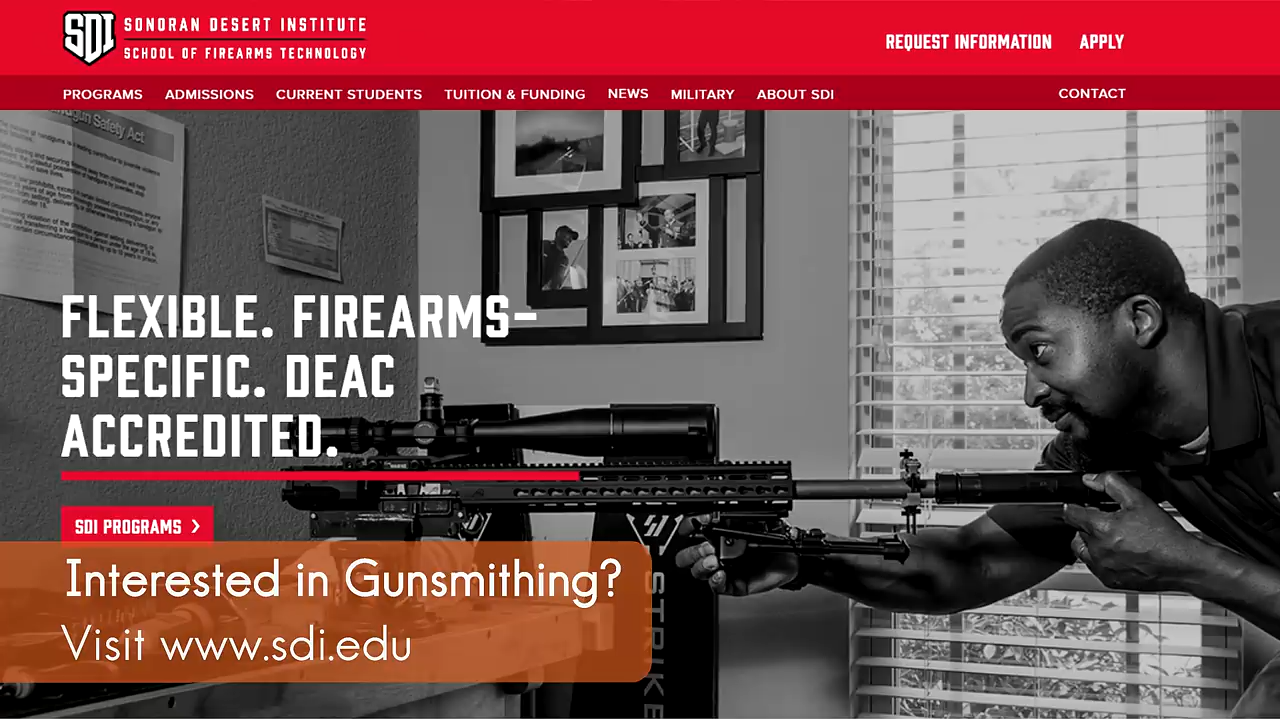 SDI
SONORAN DESERT INSTITUTE
SCHOOL OF FIREARMS TECHNOLOGY
REQUEST INFORMATION
APPLY
PROGRAMS
ADMISSIONS
CURRENT STUDENTS
TUITION & FUNDING
NEWS
MILITARY
ABOUT SDI
CONTACT
Safety Act
FLEXIBLE. FIREARMS-
SPECIFIC. DEAC
ACCREDITED.
SDI PROGRAMS
Interested in Gunsmithing?
Visit www.sdi.edu
STRIKE